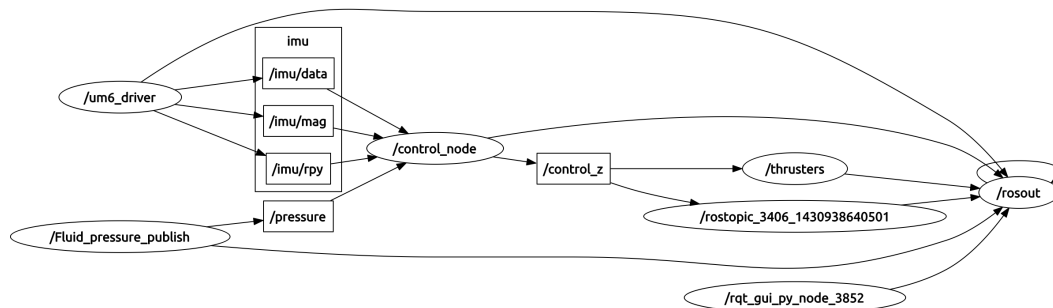 imu
/imu/data
/um6_driver
/imu/mag
/control_node
/imu/rpy
/control_z
/thrusters
/rosout
/pressure
/rostopic_3406_1430938640501
/Fluid_pressure_publish
/rqt_gui_py_node_3852